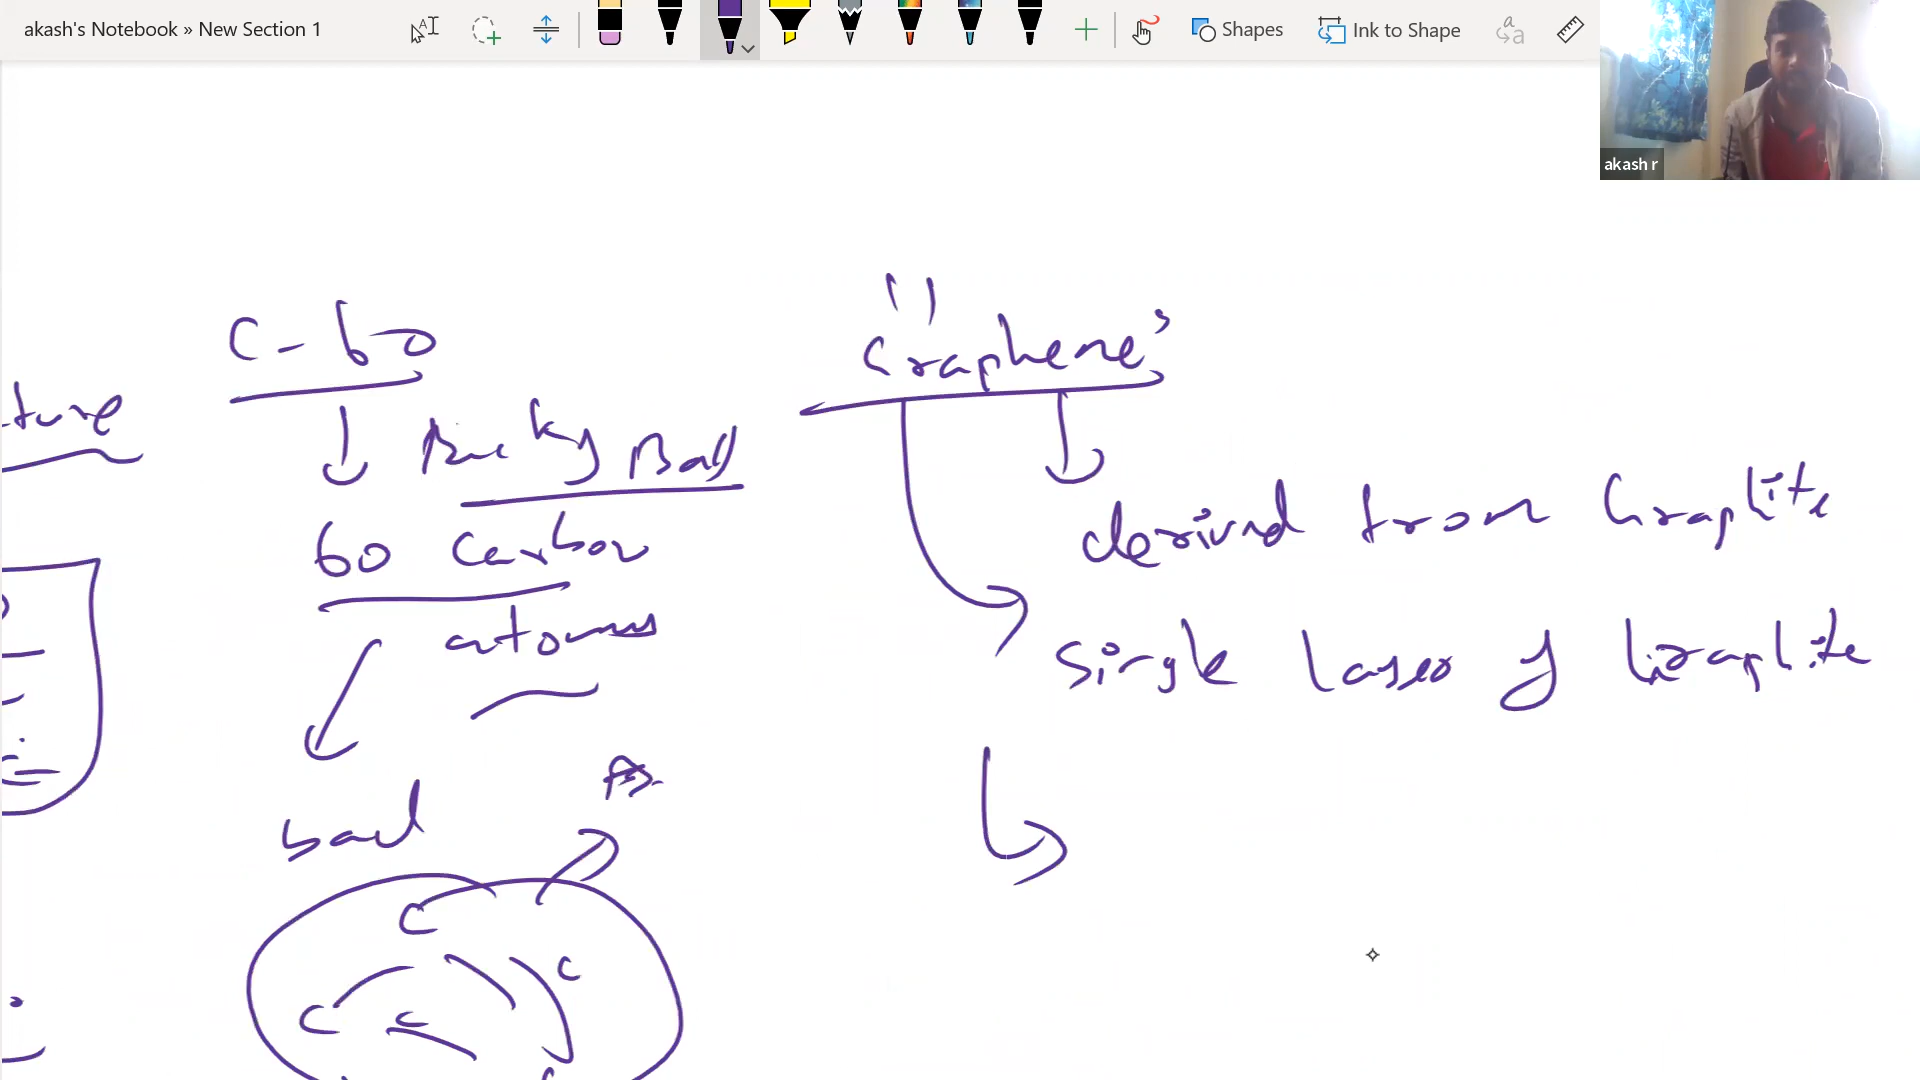 akash's Notebook » New Section 1
Shapes
Ink to Shape
akash r
C-60
Bucky Ball
60 Carbon
atoms
ball
C
C
C
C
"Graphene"
derived from Graphite
Single Layer of Graphite
ture